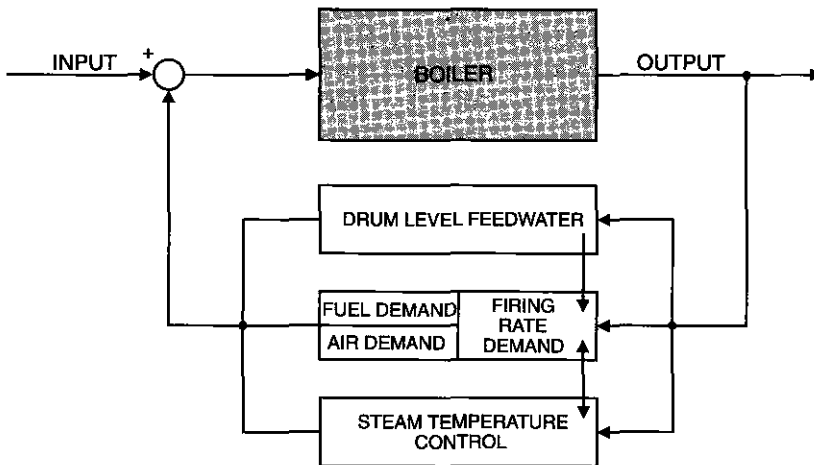 INPUT
+
BOILER
OUTPUT
DRUM LEVEL FEEDWATER
FUEL DEMAND
AIR DEMAND
FIRING
RATE
DEMAND
STEAM TEMPERATURE
CONTROL